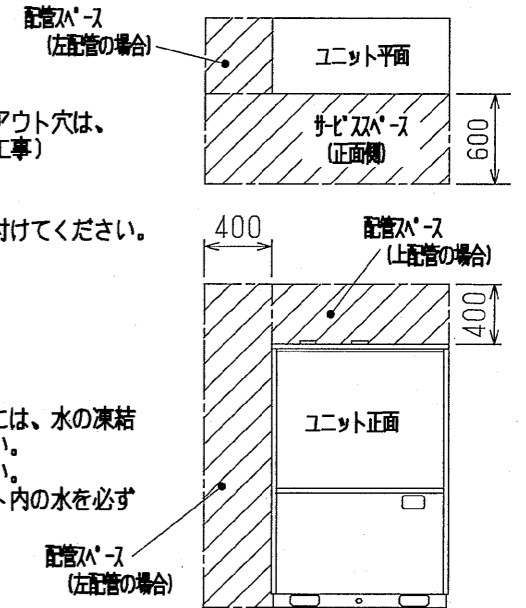 配管スペース
(左配管の場合)
ユニット平面
サービススペース
(正面側)
600
アウト穴は、
工事)
付けてください。
400
配管スペース
(上配管の場合)
400
ユニット正面
には、水の凍結
い。
い。
ト内の水を必ず
配管スペース
(左配管の場合)